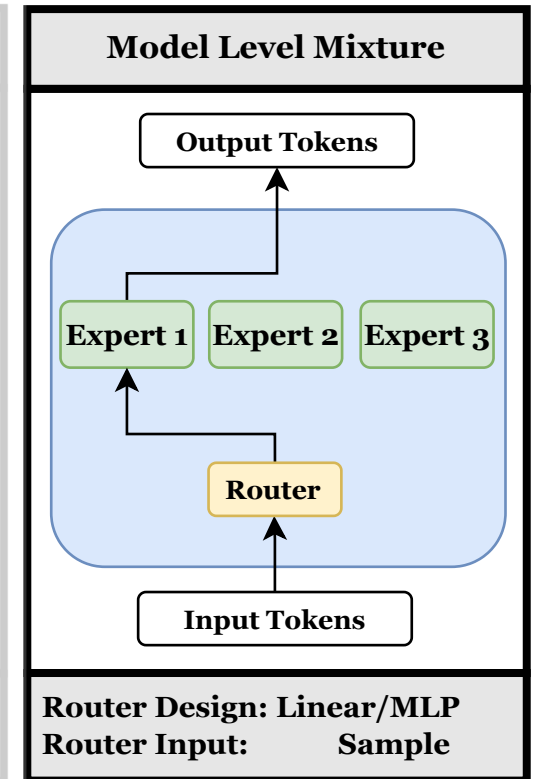 Model Level Mixture
Output Tokens
Expert 1 Expert 2 Expert 3
Router
Input Tokens
Router Design: Linear/MLP
Router Input: Sample